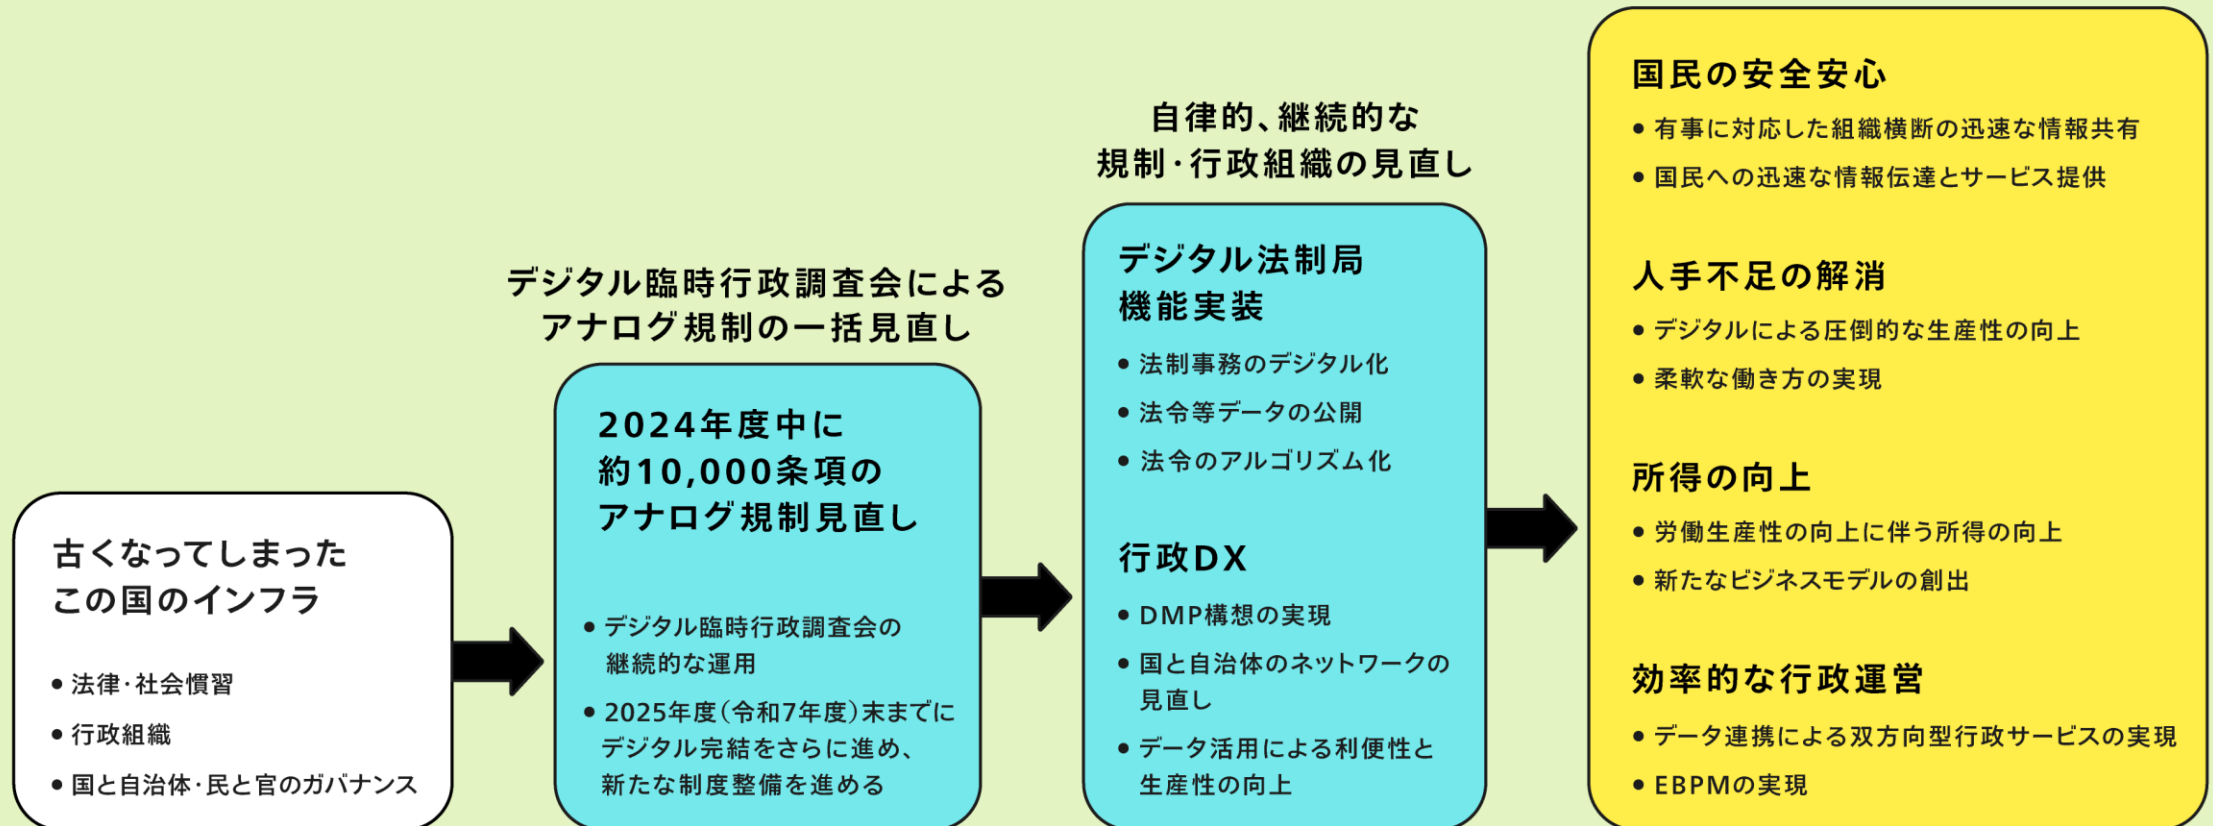 古くなってしまった
この国のインフラ
● 法律・社会慣習
● 行政組織
● 国と自治体・民と官のガバナンス
デジタル臨時行政調査会による
アナログ規制の一括見直し
2024年度中に
約10,000条項の
アナログ規制見直し
● デジタル臨時行政調査会の
継続的な運用
● 2025年度（令和7年度）末までに
デジタル完結をさらに進め、
新たな制度整備を進める
自律的、継続的な
規制・行政組織の見直し
デジタル法制局
機能実装
● 法制事務のデジタル化
● 法令等データの公開
● 法令のアルゴリズム化
行政DX
● DMP構想の実現
● 国と自治体のネットワークの
見直し
● データ活用による利便性と
生産性の向上
国民の安全安心
● 有事に対応した組織横断の迅速な情報共有
● 国民への迅速な情報伝達とサービス提供
人手不足の解消
● デジタルによる圧倒的な生産性の向上
● 柔軟な働き方の実現
所得の向上
● 労働生産性の向上に伴う所得の向上
● 新たなビジネスモデルの創出
効率的な行政運営
● データ連携による双方向型行政サービスの実現
● EBPMの実現